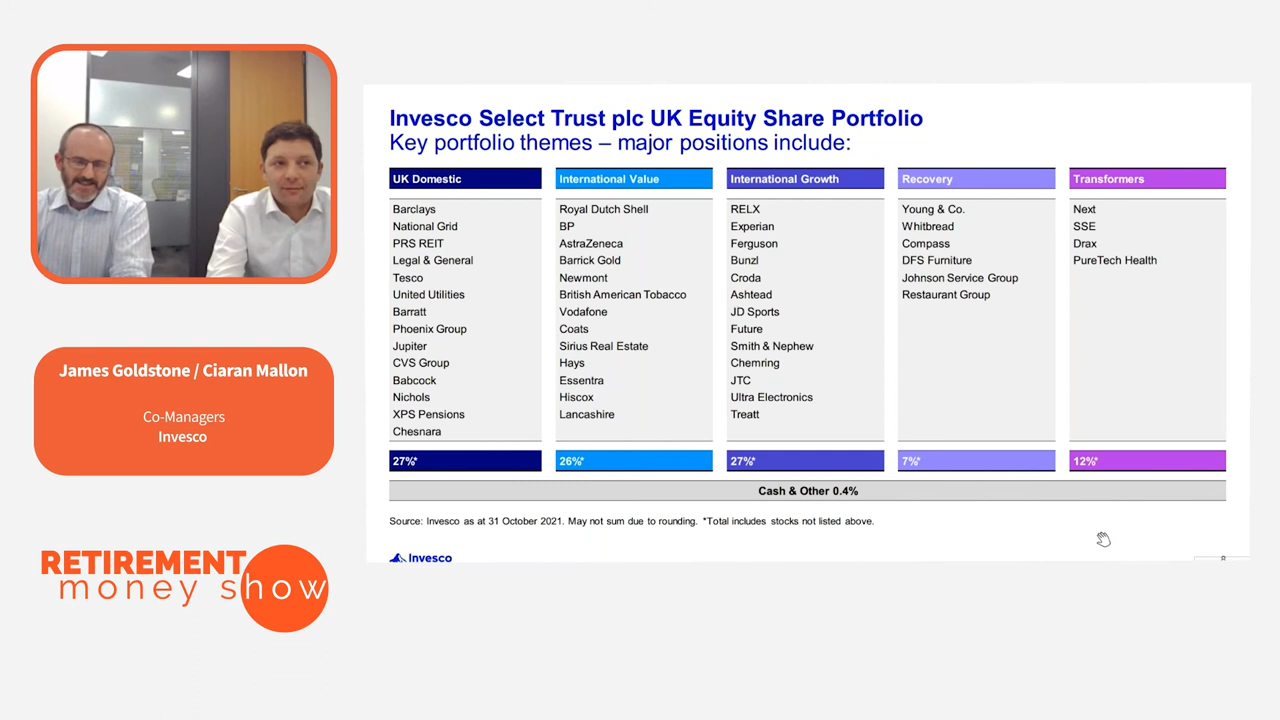 Invesco Select Trust plc UK Equity Share Portfolio
Key portfolio themes – major positions include:
UK Domestic
Barclays
National Grid
PRS REIT
Legal & General
Tesco
United Utilities
Barratt
Phoenix Group
Jupiter
CVS Group
Babcock
Nichols
XPS Pensions
Chesnara
27%*
International Value
Royal Dutch Shell
BP
AstraZeneca
Barrick Gold
Newmont
British American Tobacco
Vodafone
Coats
Sirius Real Estate
Hays
Essentra
Hiscox
Lancashire
26%*
International Growth
RELX
Experian
Ferguson
Bunzl
Croda
Ashtead
JD Sports
Future
Smith & Nephew
Chemring
JTC
Ultra Electronics
Treatt
27%*
Recovery
Young & Co.
Whitbread
Compass
DFS Furniture
Johnson Service Group
Restaurant Group
7%*
Transformers
Next
SSE
Drax
PureTech Health
12%*
Cash & Other 0.4%
Source: Invesco as at 31 October 2021. May not sum due to rounding. *Total includes stocks not listed above.
Invesco
James Goldstone / Ciaran Mallon
Co-Managers
Invesco
RETIREMENT
money show